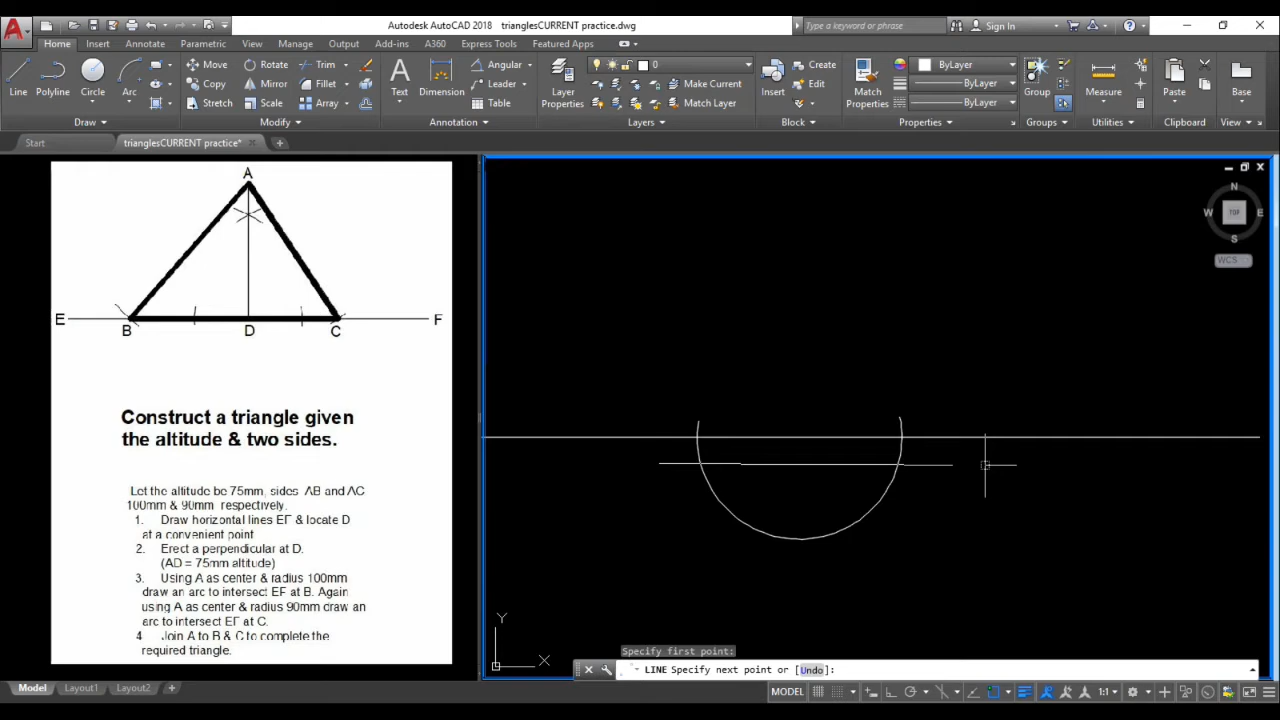 Autodesk AutoCAD 2018 trianglesCURRENT practice.dwg
Type a keyword or phrase
Sign In
Home Insert Annotate Parametric View Manage Output Add-ins A360 Express Tools Featured Apps
Line Polyline Circle Arc
Move Rotate Trim
Copy Mirror Fillet
Stretch Scale Array
Text Dimension
Angular
Leader
Table
Layer Properties
0
Make Current
Match Layer
Insert
Create
Edit
Match Properties
ByLayer
ByLayer
ByLayer
Group
Measure
Paste
Base
Draw Modify Annotation Layers Block Properties Groups Utilities Clipboard View
Start trianglesCURRENT practice*
A
E B D C F
Construct a triangle given
the altitude & two sides.
Let the altitude be 75mm, sides AB and AC
100mm & 90mm respectively.
1. Draw horizontal lines EF & locate D
at a convenient point
2. Erect a perpendicular at D.
(AD = 75mm altitude)
3. Using A as center & radius 100mm
draw an arc to intersect EF at B. Again
using A as center & radius 90mm draw an
arc to intersect EF at C.
4 Join A to B & C to complete the
required triangle.
N
W TOP E
S
WCS
Y
X
Specify first point:
LINE Specify next point or [Undo]:
Model Layout1 Layout2
MODEL
1:1